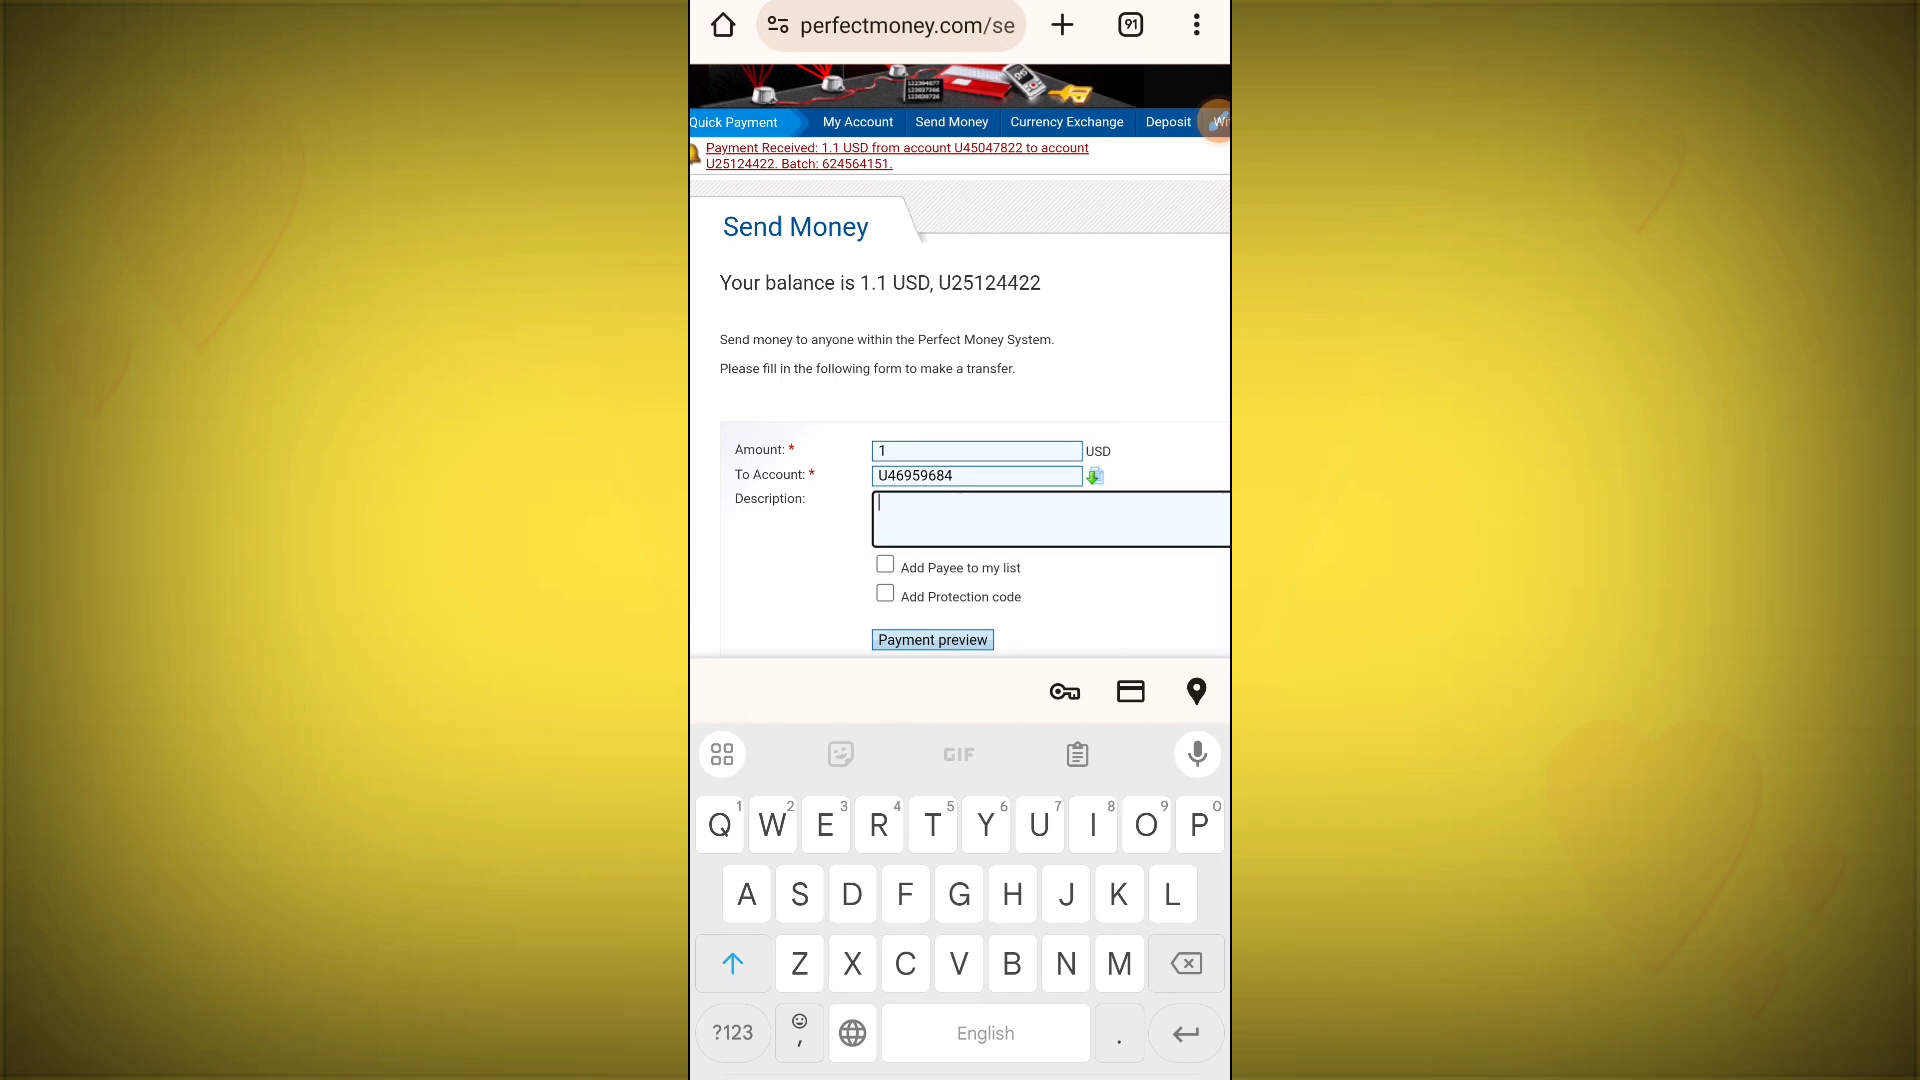 perfectmoney.com/se
91
Quick Payment My Account Send Money Currency Exchange Deposit Wi
Payment Received: 1.1 USD from account U45047822 to account
U25124422. Batch: 624564151.
Send Money
Your balance is 1.1 USD, U25124422
Send money to anyone within the Perfect Money System.
Please fill in the following form to make a transfer.
Amount: * 1 USD
To Account: * U46959684
Description:
Add Payee to my list
Add Protection code
Payment preview
GIF
Q1 W2 E3 R4 T5 Y6 U7 I8 O9 P0
A S D F G H J K L
Z X C V B N M
?123 , English .